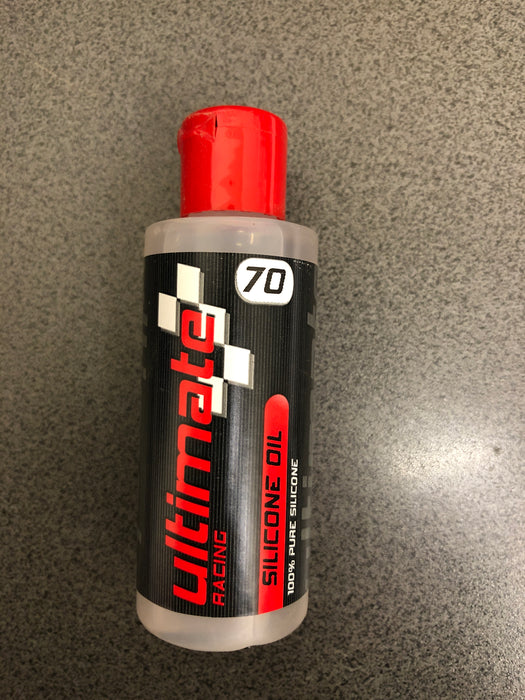 70
ultimate
RACING
SILICONE OIL
100% PURE SILICONE